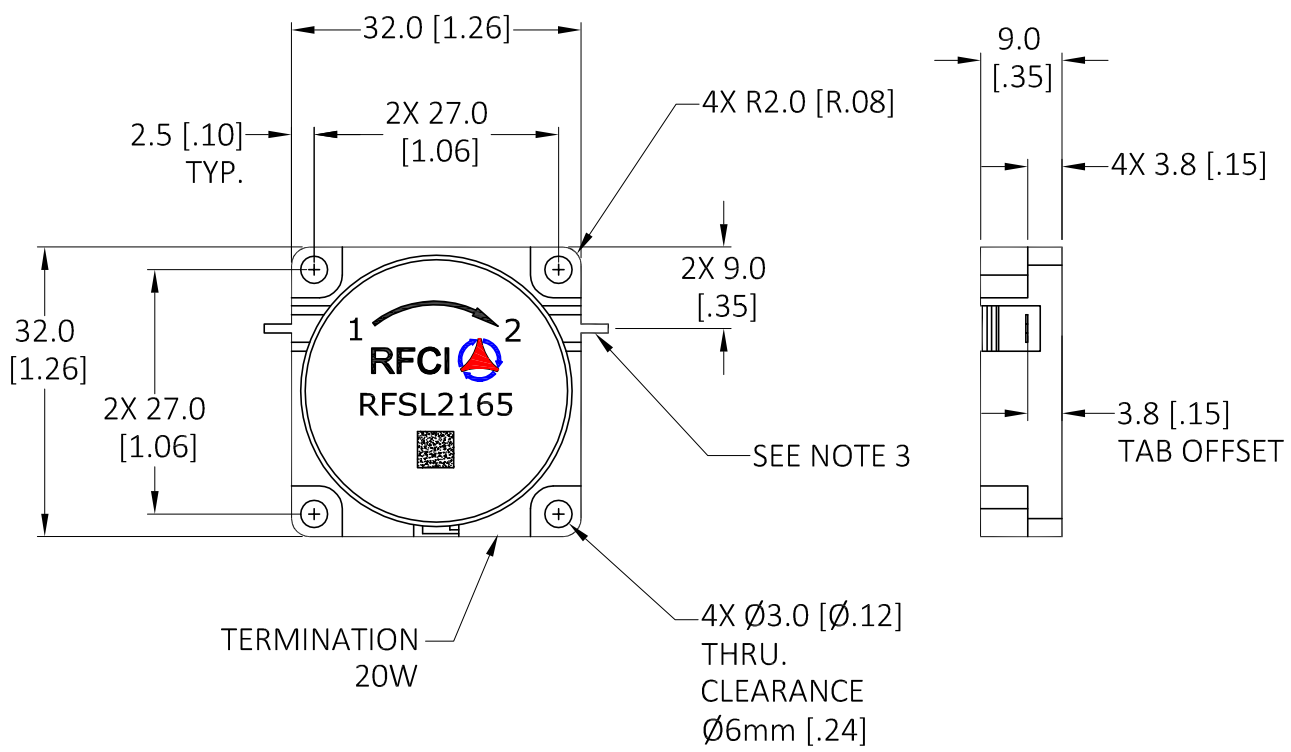 32.0 [1.26]
9.0
[.35]
4X R2.0 [R.08]
2X 27.0
[1.06]
2.5 [.10]
TYP.
4X 3.8 [.15]
2X 9.0
[.35]
32.0
[1.26]
1
2
RFCI
RFSL2165
2X 27.0
[1.06]
3.8 [.15]
TAB OFFSET
SEE NOTE 3
TERMINATION
20W
4X Ø3.0 [Ø.12]
THRU.
CLEARANCE
Ø6mm [.24]